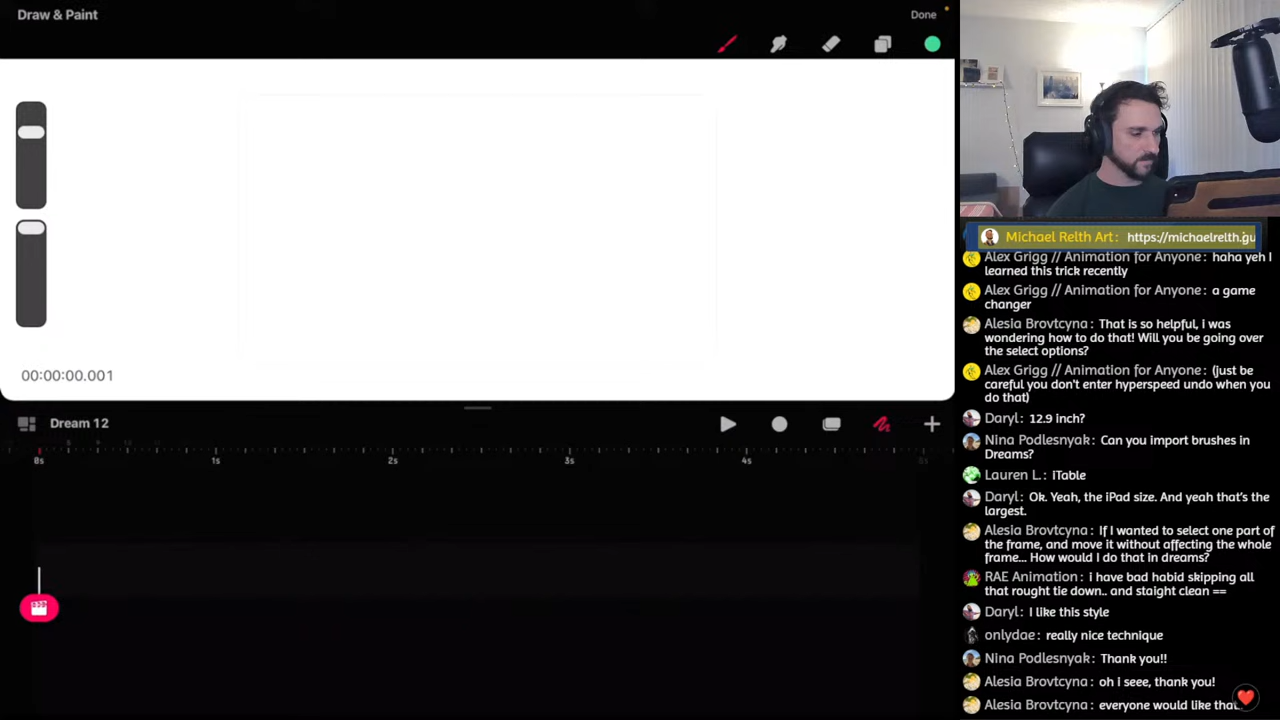 Draw & Paint
Done
00:00:00.001
Dream 12
0s
1s
2s
3s
4s
5s
Michael Relth Art: https://michaelrelth.gu
Alex Grigg // Animation for Anyone: haha yeh I
learned this trick recently
Alex Grigg // Animation for Anyone: a game
changer
Alesia Brovtcyna: That is so helpful, i was
wondering how to do that! Will you be going over
the select options?
Alex Grigg // Animation for Anyone: (just be
careful you don't enter hyperspeed undo when you
do that)
Daryl: 12.9 inch?
Nina Podlesnyak: Can you import brushes in
Dreams?
Lauren L.: iTable
Daryl: Ok. Yeah, the iPad size. And yeah that's the
largest.
Alesia Brovtcyna: If I wanted to select one part of
the frame, and move it without affecting the whole
frame... How would I do that in dreams?
RAE Animation: i have bad habid skipping all
that rought tie down.. and staight clean ==
Daryl: I like this style
onlydae: really nice technique
Nina Podlesnyak: Thank you!!
Alesia Brovtcyna: oh i seee, thank you!
Alesia Brovtcyna: everyone would like that